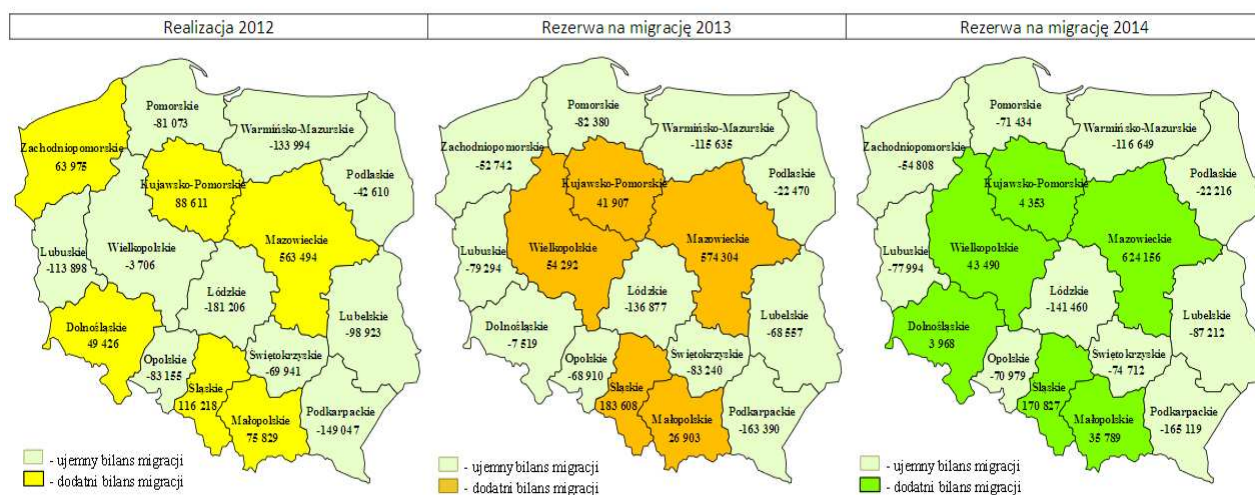 Realizacja 2012
Rezerwa na migrację 2013
Rezerwa na migrację 2014
Pomorskie
-81 073
Warmińsko-Mazurskie
-133 994
Zachodniopomorskie
63 975
Kujawsko-Pomorskie
88 611
Podlaskie
-42 610
Mazowieckie
563 494
Lubuskie
-113 898
Wielkopolskie
-3 706
Łódzkie
-181 206
Lubelskie
-98 923
Dolnośląskie
49 426
Opolskie
-83 155
Świętokrzyskie
-69 941
Śląskie
116 218
Małopolskie
75 829
Podkarpackie
-149 047
- ujemny bilans migracji
- dodatni bilans migracji
Pomorskie
-82 380
Warmińsko-Mazurskie
-115 635
Zachodniopomorskie
-52 742
Kujawsko-Pomorskie
41 907
Podlaskie
-22 470
Mazowieckie
574 304
Lubuskie
-79 294
Wielkopolskie
54 292
Łódzkie
-136 877
Lubelskie
-68 557
Dolnośląskie
-7 519
Opolskie
-68 910
Świętokrzyskie
-83 240
Śląskie
183 608
Małopolskie
26 903
Podkarpackie
-163 390
- ujemny bilans migracji
- dodatni bilans migracji
Pomorskie
-71 434
Warmińsko-Mazurskie
-116 649
Zachodniopomorskie
-54 808
Kujawsko-Pomorskie
4 353
Podlaskie
-22 216
Mazowieckie
624 156
Lubuskie
-77 994
Wielkopolskie
43 490
Łódzkie
-141 460
Lubelskie
-87 212
Dolnośląskie
3 968
Opolskie
-70 979
Świętokrzyskie
-74 712
Śląskie
170 827
Małopolskie
35 789
Podkarpackie
-165 119
- ujemny bilans migracji
- dodatni bilans migracji